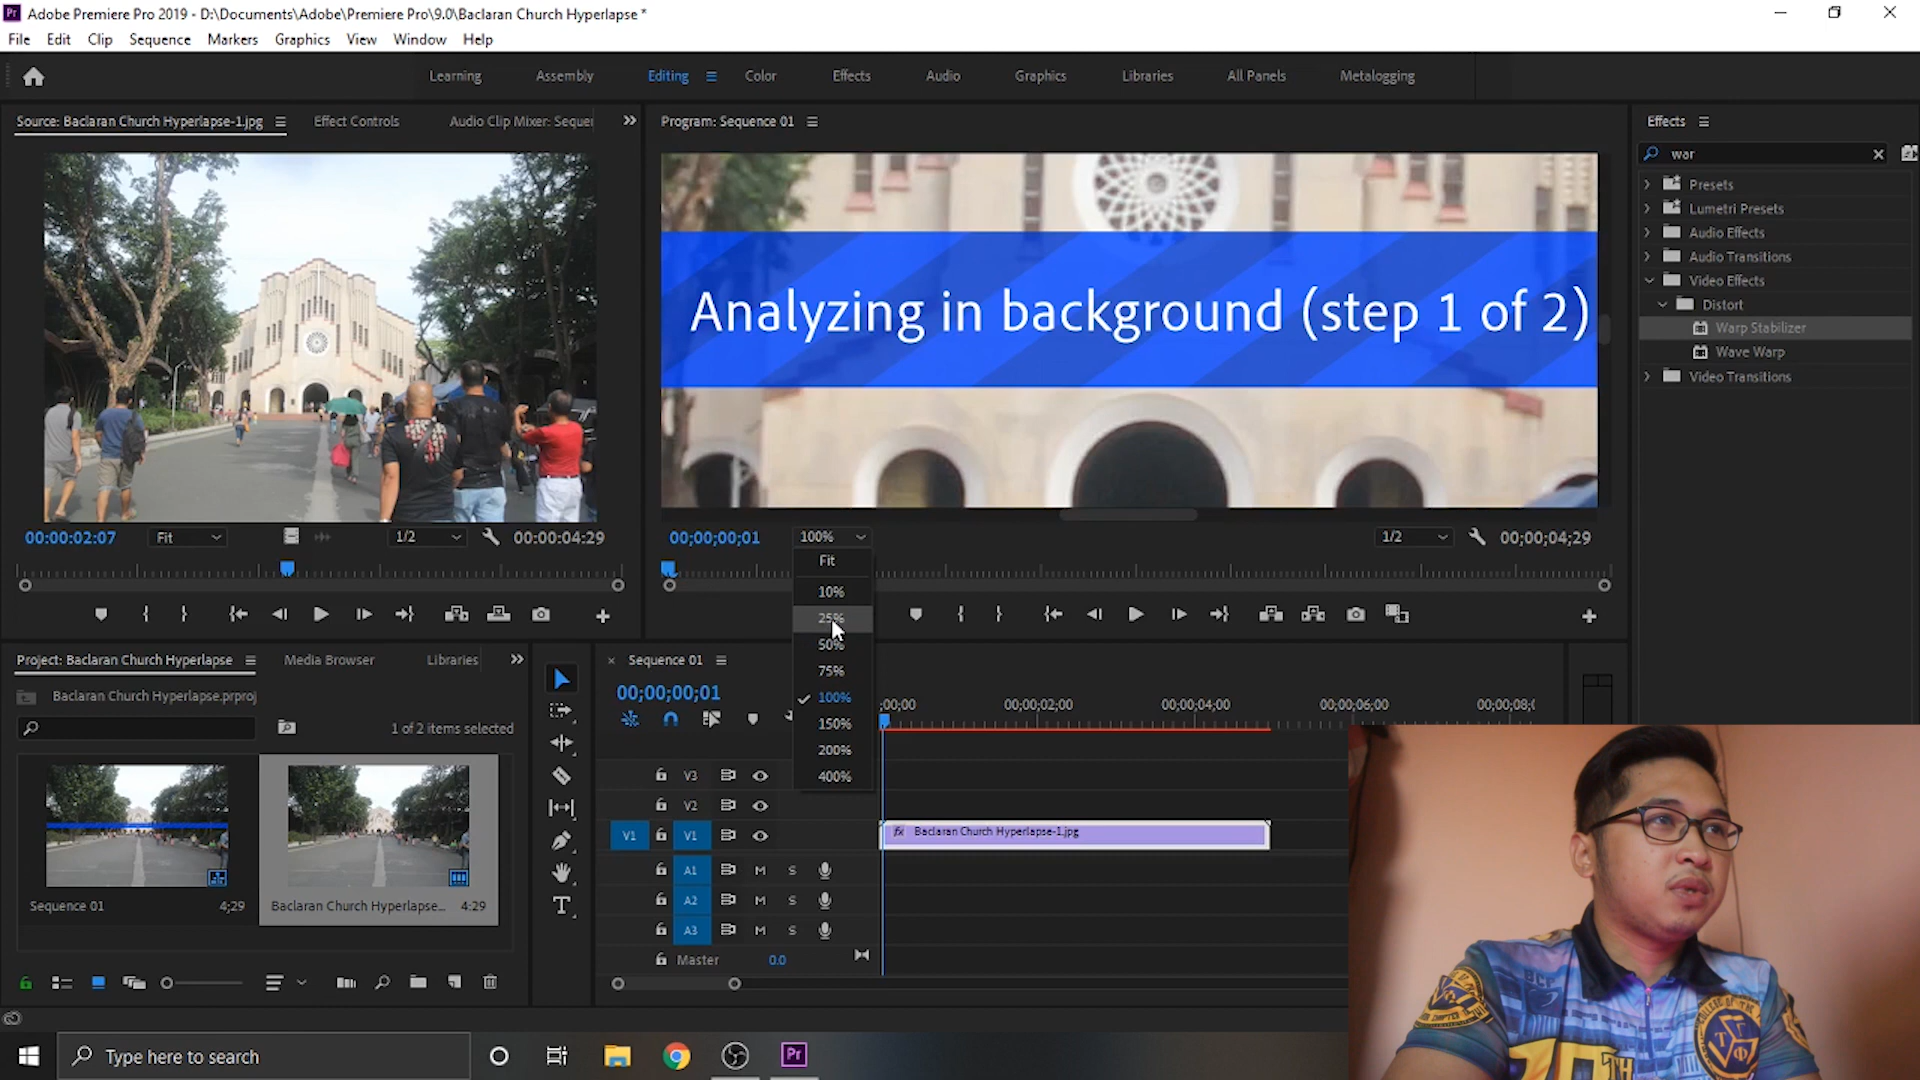 Pr Adobe Premiere Pro 2019 - D:\Documents\Adobe\Premiere Pro\9.0\Baclaran Church Hyperlapse *
File Edit Clip Sequence Markers Graphics View Window Help
Learning Assembly Editing Color Effects Audio Graphics Libraries All Panels Metalogging
Source: Baclaran Church Hyperlapse-1.jpg Effect Controls Audio Clip Mixer: Sequen
Program: Sequence 01
Effects
war
Presets
Lumetri Presets
Audio Effects
Audio Transitions
Video Effects
Distort
Warp Stabilizer
Wave Warp
Video Transitions
Analyzing in background (step 1 of 2)
00:00:02:07 Fit 1/2 00:00:04:29
00;00;00;01 100% 1/2 00;00;04;29
Fit
10%
25%
50%
75%
100%
150%
200%
400%
Project: Baclaran Church Hyperlapse Media Browser Libraries
Baclaran Church Hyperlapse.prproj
1 of 2 items selected
Sequence 01 4;29
Baclaran Church Hyperlapse... 4:29
Sequence 01
00;00;00;01
;00;00 00;00;02;00 00;00;04;00 00;00;06;00 00;00;08;0
V3
V2
V1 V1
fx Baclaran Church Hyperlapse-1.jpg
A1 M S
A2 M S
A3 M S
Master 0.0
Type here to search
Pr